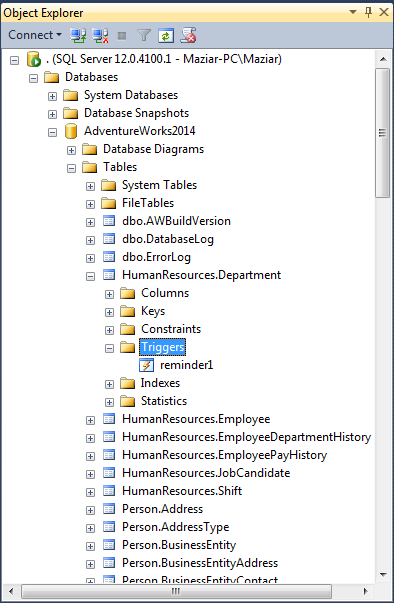 Object Explorer
Connect
. (SQL Server 12.0.4100.1 - Maziar-PC\Maziar)
Databases
System Databases
Database Snapshots
AdventureWorks2014
Database Diagrams
Tables
System Tables
FileTables
dbo.AWBuildVersion
dbo.DatabaseLog
dbo.ErrorLog
HumanResources.Department
Columns
Keys
Constraints
Triggers
reminder1
Indexes
Statistics
HumanResources.Employee
HumanResources.EmployeeDepartmentHistory
HumanResources.EmployeePayHistory
HumanResources.JobCandidate
HumanResources.Shift
Person.Address
Person.AddressType
Person.BusinessEntity
Person.BusinessEntityAddress
Person.BusinessEntityContact